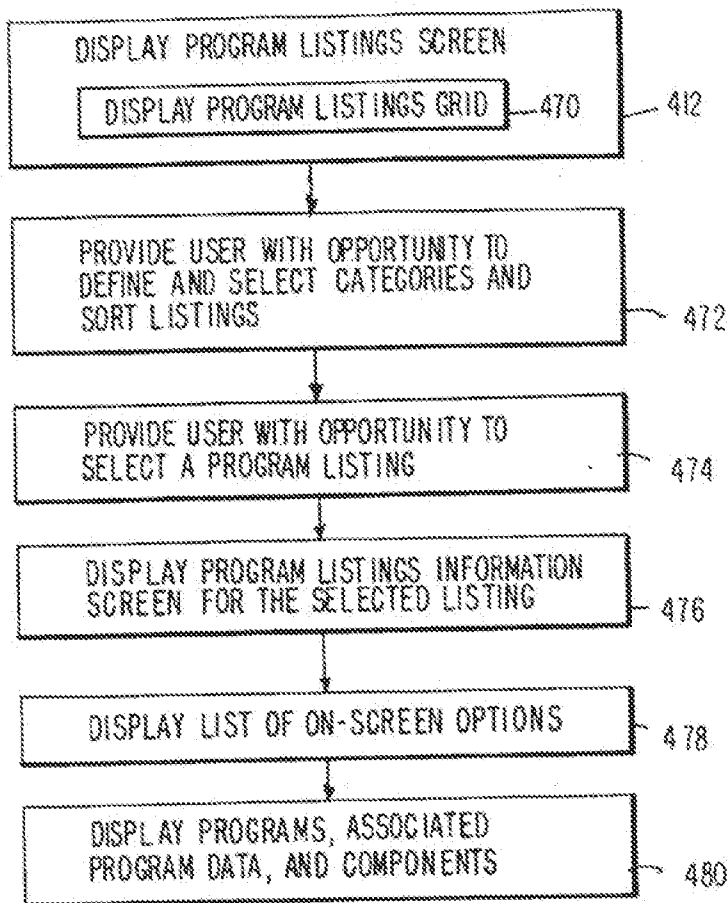 DISPLAY PROGRAM LISTINGS SCREEN
DISPLAY PROGRAM LISTINGS GRID 470 412
PROVIDE USER WITH OPPORTUNITY TO
DEFINE AND SELECT CATEGORIES AND
SORT LISTINGS
472
PROVIDE USER WITH OPPORTUNITY TO
SELECT A PROGRAM LISTING
474
DISPLAY PROGRAM LISTINGS INFORMATION
SCREEN FOR THE SELECTED LISTING
476
DISPLAY LIST OF ON-SCREEN OPTIONS
478
DISPLAY PROGRAMS, ASSOCIATED
PROGRAM DATA, AND COMPONENTS
480